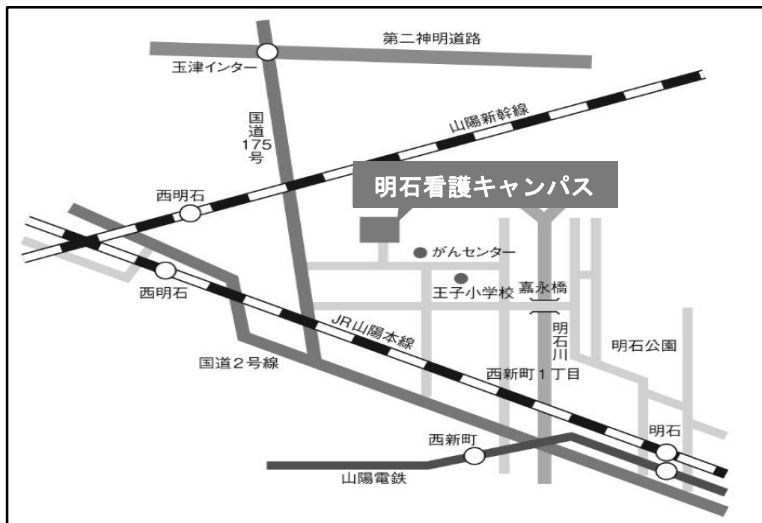 第二神明道路
玉津インター
国道175号
山陽新幹線
明石看護キャンパス
西明石
がんセンター
王子小学校
嘉永橋
西明石
JR山陽本線
明石川
明石公園
国道2号線
西新町1丁目
西新町
明石
山陽電鉄